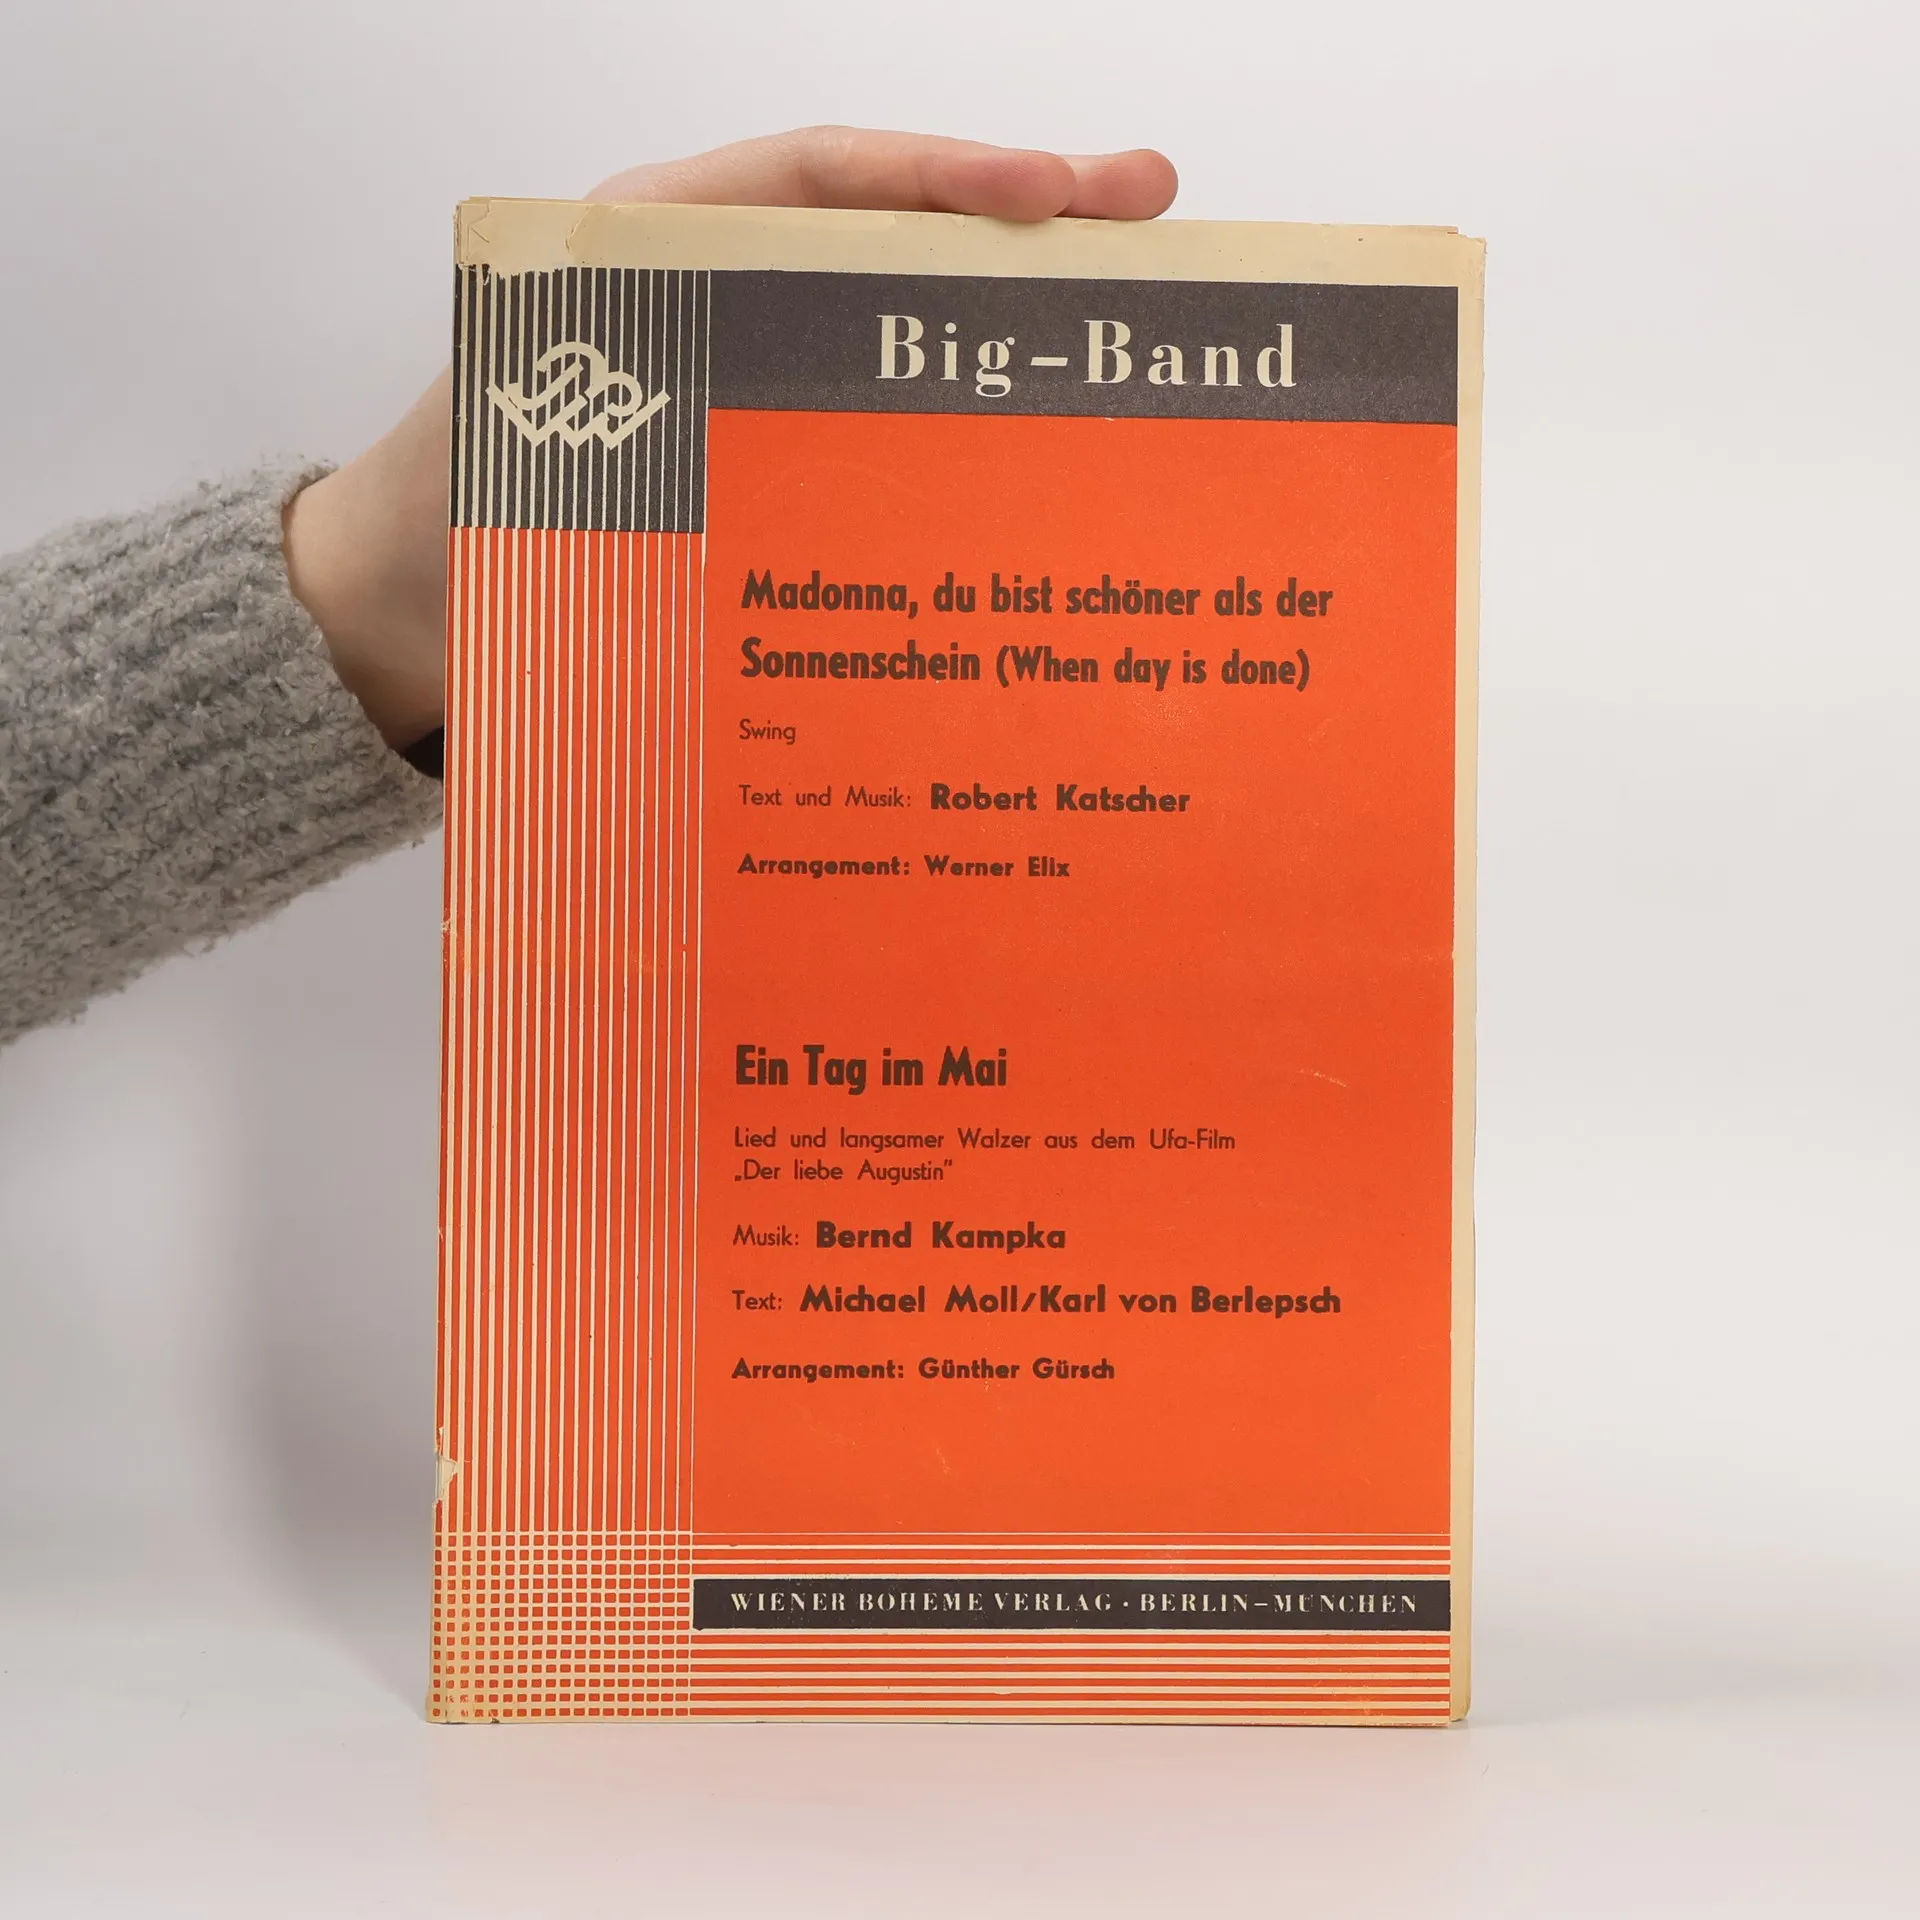 Big-Band
Madonna, du bist schöner als der
Sonnenschein (When day is done)
Swing
Text und Musik: Robert Katscher
Arrangement: Werner Elix
Ein Tag im Mai
Lied und langsamer Walzer aus dem Ufa-Film
„Der liebe Augustin"
Musik: Bernd Kampka
Text: Michael Moll/Karl von Berlepsch
Arrangement: Günther Gürsch
WIENER BOHEME VERLAG · BERLIN-MÜNCHEN